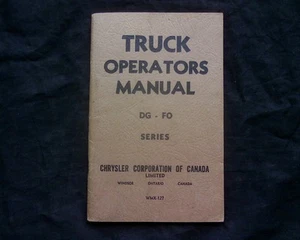 TRUCK
OPERATORS
MANUAL
DG - FO
SERIES
CHRYSLER CORPORATION OF CANADA
LIMITED
WINDSOR ONTARIO CANADA